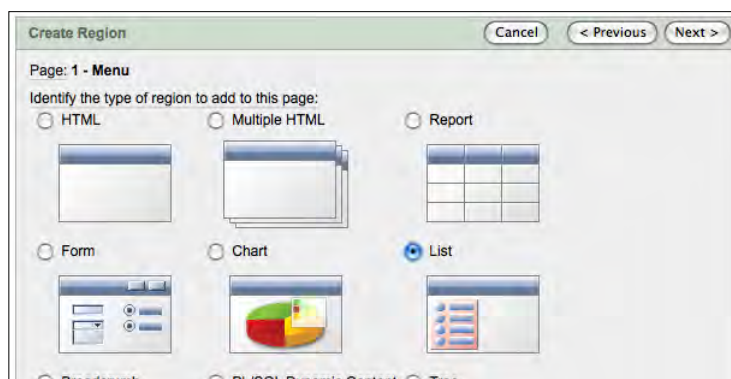 Create Region
Cancel
< Previous
Next >
Page: 1 - Menu
Identify the type of region to add to this page:
HTML
Multiple HTML
Report
Form
Chart
List